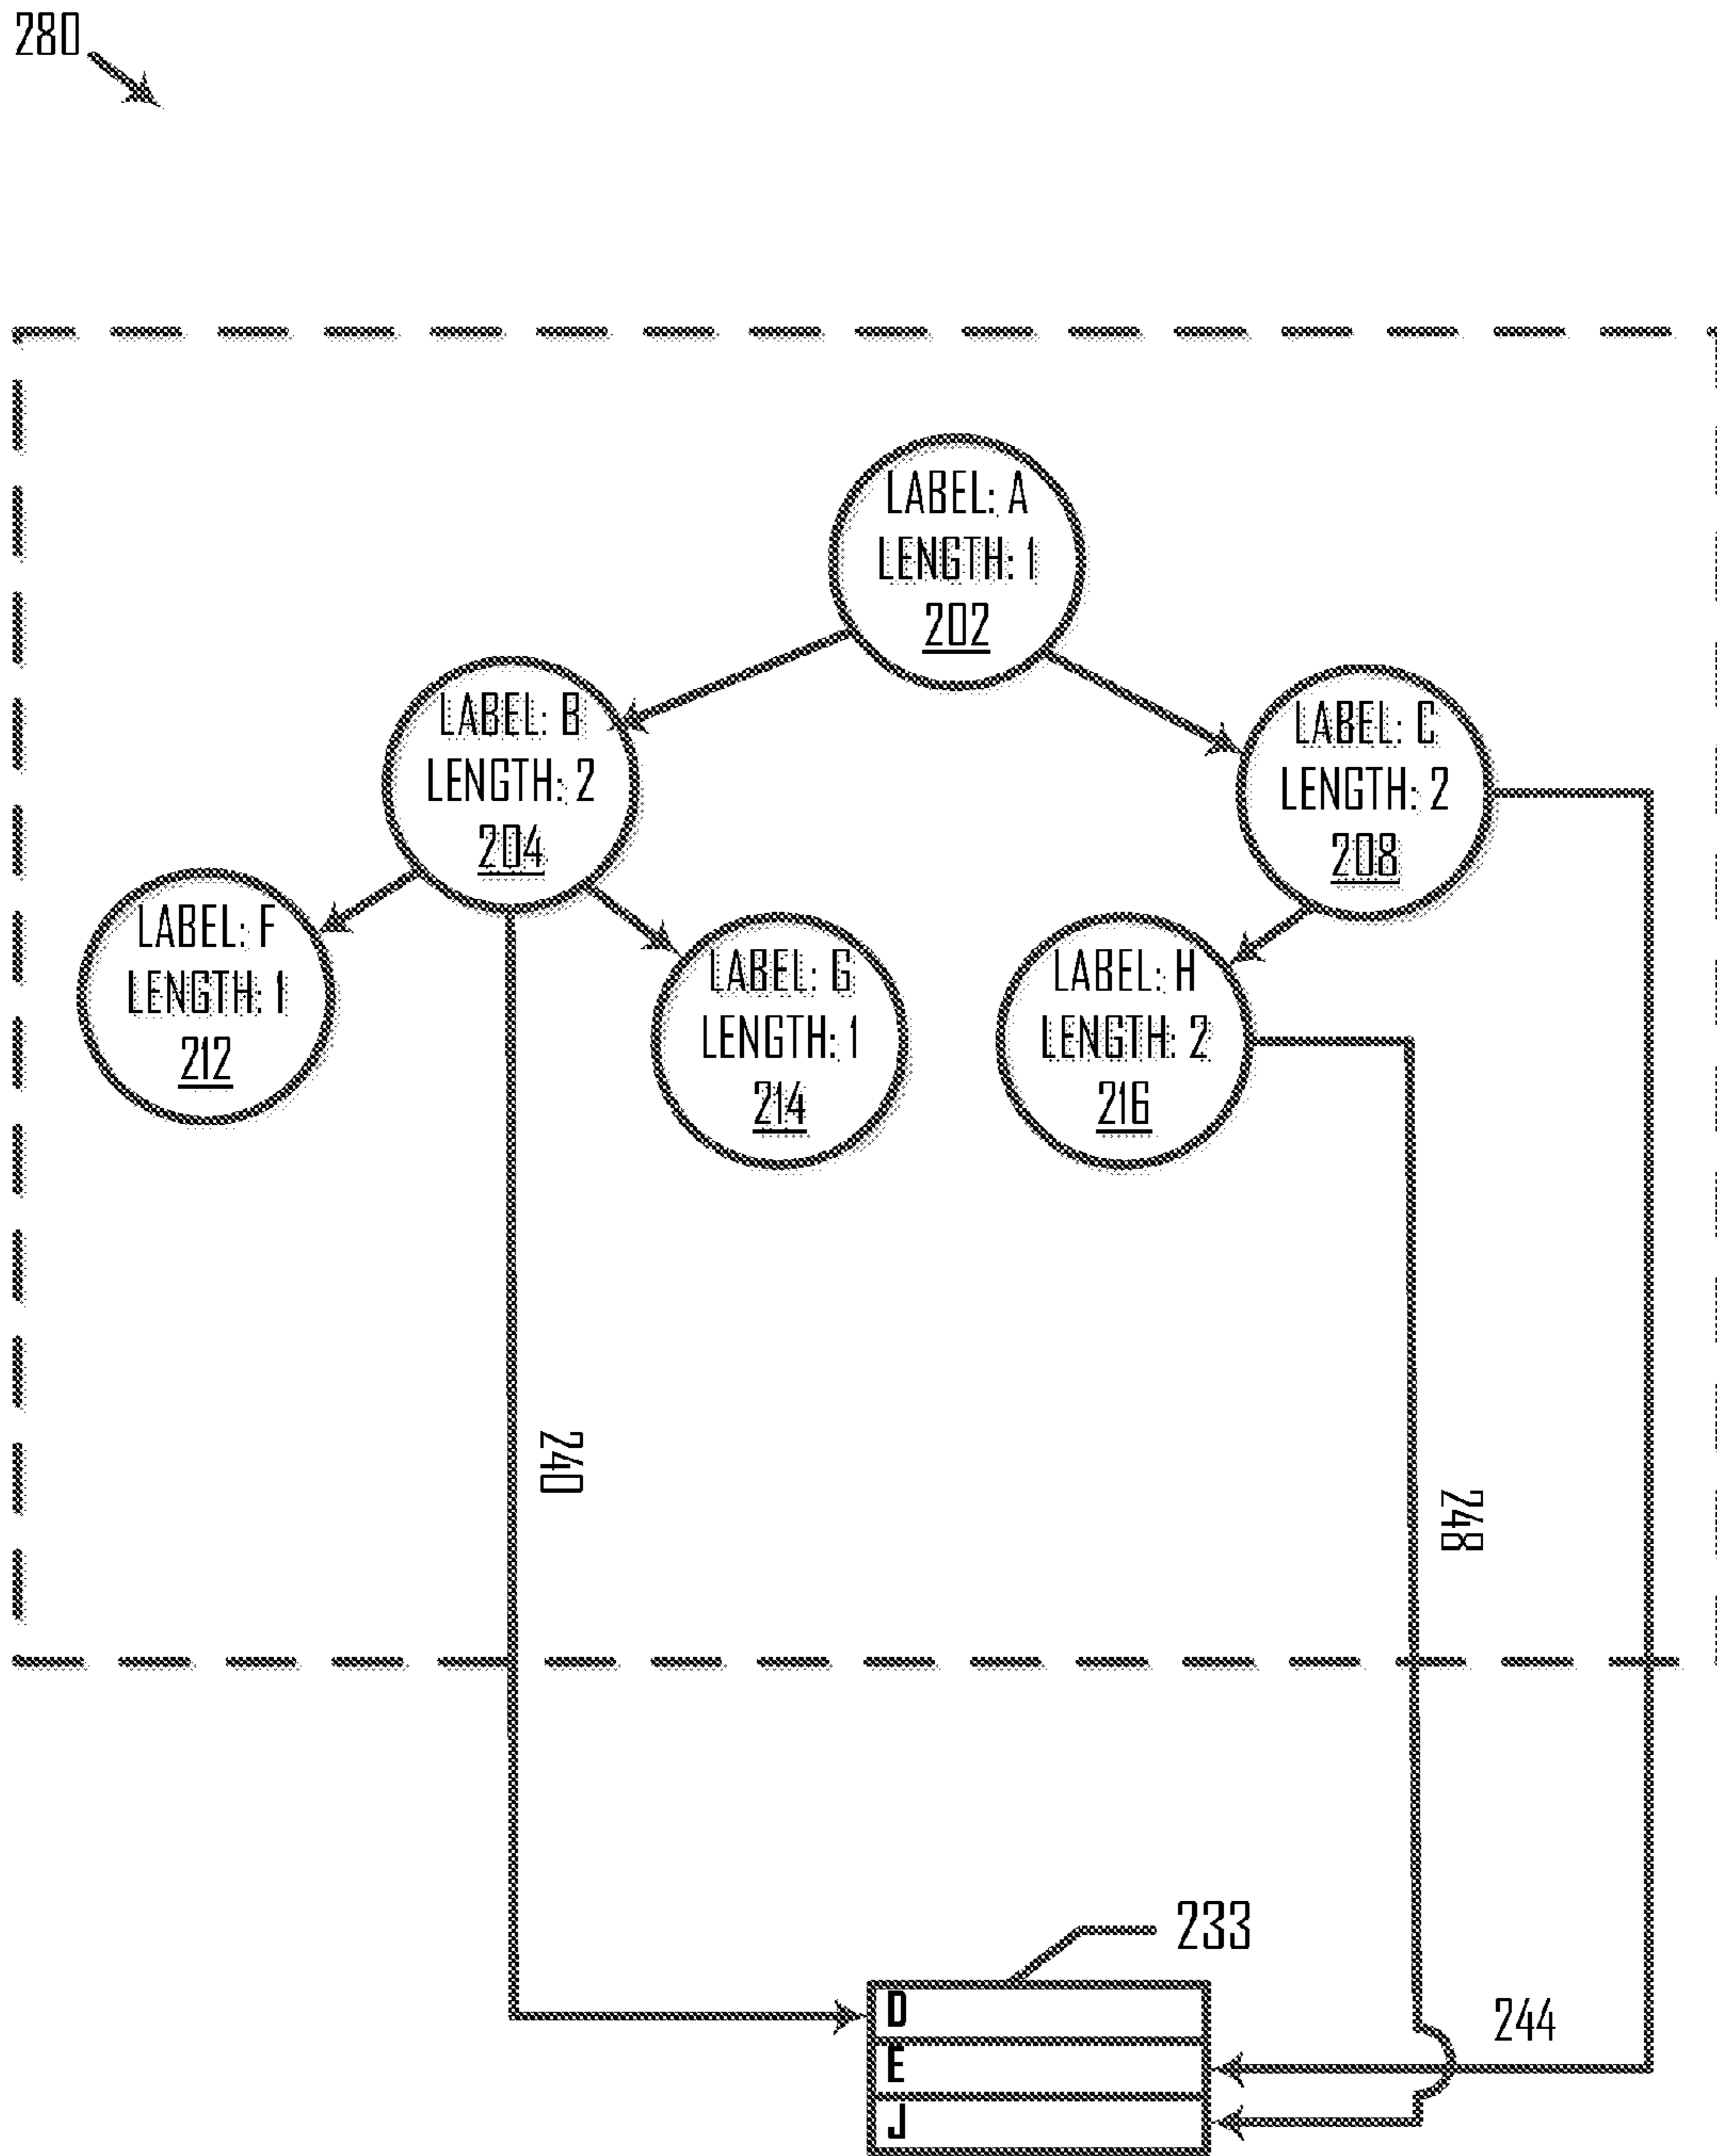 280
LABEL: A
LENGTH: 1
202
LABEL: B
LENGTH: 2
204
LABEL: C
LENGTH: 2
208
LABEL: F
LENGTH: 1
212
LABEL: G
LENGTH: 1
214
LABEL: H
LENGTH: 2
216
240
248
233
244
D
E
J